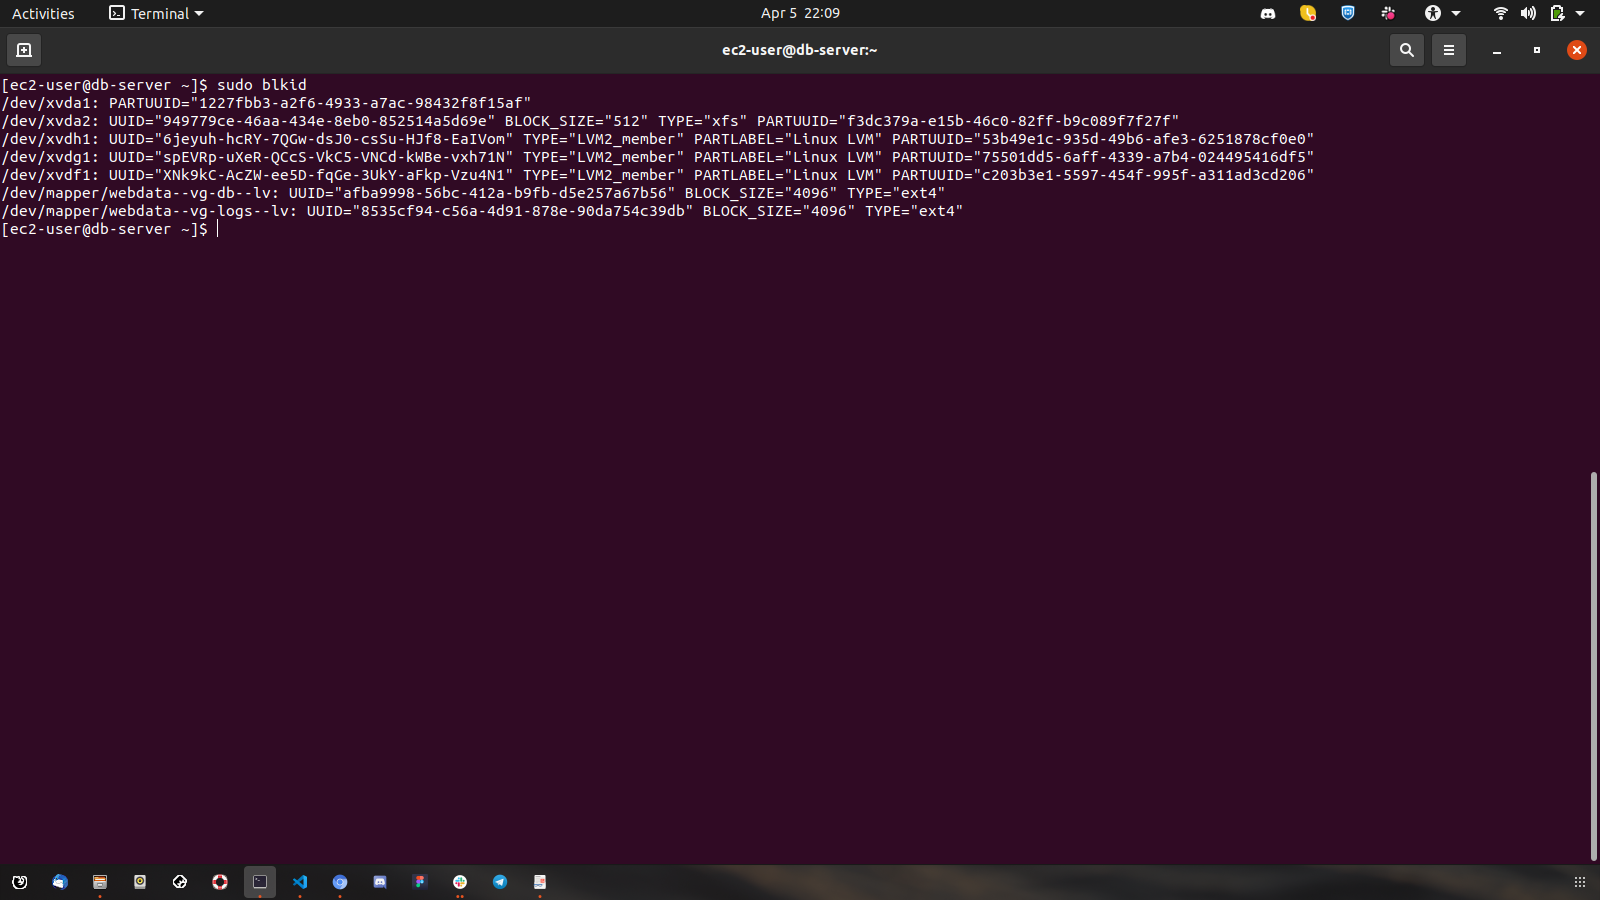 Activities
Terminal
Apr 5 22:09
ec2-user@db-server:~
[ec2-user@db-server ~]$ sudo blkid
/dev/xvda1: PARTUUID="1227fbb3-a2f6-4933-a7ac-98432f8f15af"
/dev/xvda2: UUID="949779ce-46aa-434e-8eb0-852514a5d69e" BLOCK_SIZE="512" TYPE="xfs" PARTUUID="f3dc379a-e15b-46c0-82ff-b9c089f7f27f"
/dev/xvdh1: UUID="6jeyuh-hcRY-7QGw-dsJ0-csSu-HJf8-EaIVom" TYPE="LVM2_member" PARTLABEL="Linux LVM" PARTUUID="53b49e1c-935d-49b6-afe3-6251878cf0e0"
/dev/xvdg1: UUID="spEVRp-uXeR-QCcS-VkC5-VNCd-kWBe-vxh71N" TYPE="LVM2_member" PARTLABEL="Linux LVM" PARTUUID="75501dd5-6aff-4339-a7b4-024495416df5"
/dev/xvdf1: UUID="XNk9kC-AcZW-ee5D-fqGe-3UkY-aFkp-Vzu4N1" TYPE="LVM2_member" PARTLABEL="Linux LVM" PARTUUID="c203b3e1-5597-454f-995f-a311ad3cd206"
/dev/mapper/webdata--vg-db--lv: UUID="afba9998-56bc-412a-b9fb-d5e257a67b56" BLOCK_SIZE="4096" TYPE="ext4"
/dev/mapper/webdata--vg-logs--lv: UUID="8535cf94-c56a-4d91-878e-90da754c39db" BLOCK_SIZE="4096" TYPE="ext4"
[ec2-user@db-server ~]$